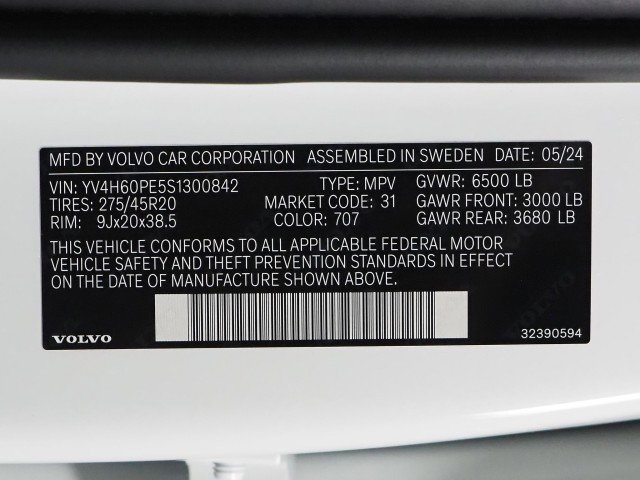 MFD BY VOLVO CAR CORPORATION ASSEMBLED IN SWEDEN DATE: 05/24
VIN: YV4H60PE5S1300842 TYPE: MPV GVWR: 6500 LB
TIRES: 275/45R20 MARKET CODE: 31 GAWR FRONT: 3000 LB
RIM: 9Jx20x38.5 COLOR: 707 GAWR REAR: 3680 LB
THIS VEHICLE CONFORMS TO ALL APPLICABLE FEDERAL MOTOR
VEHICLE SAFETY AND THEFT PREVENTION STANDARDS IN EFFECT
ON THE DATE OF MANUFACTURE SHOWN ABOVE.
VOLVO 32390594